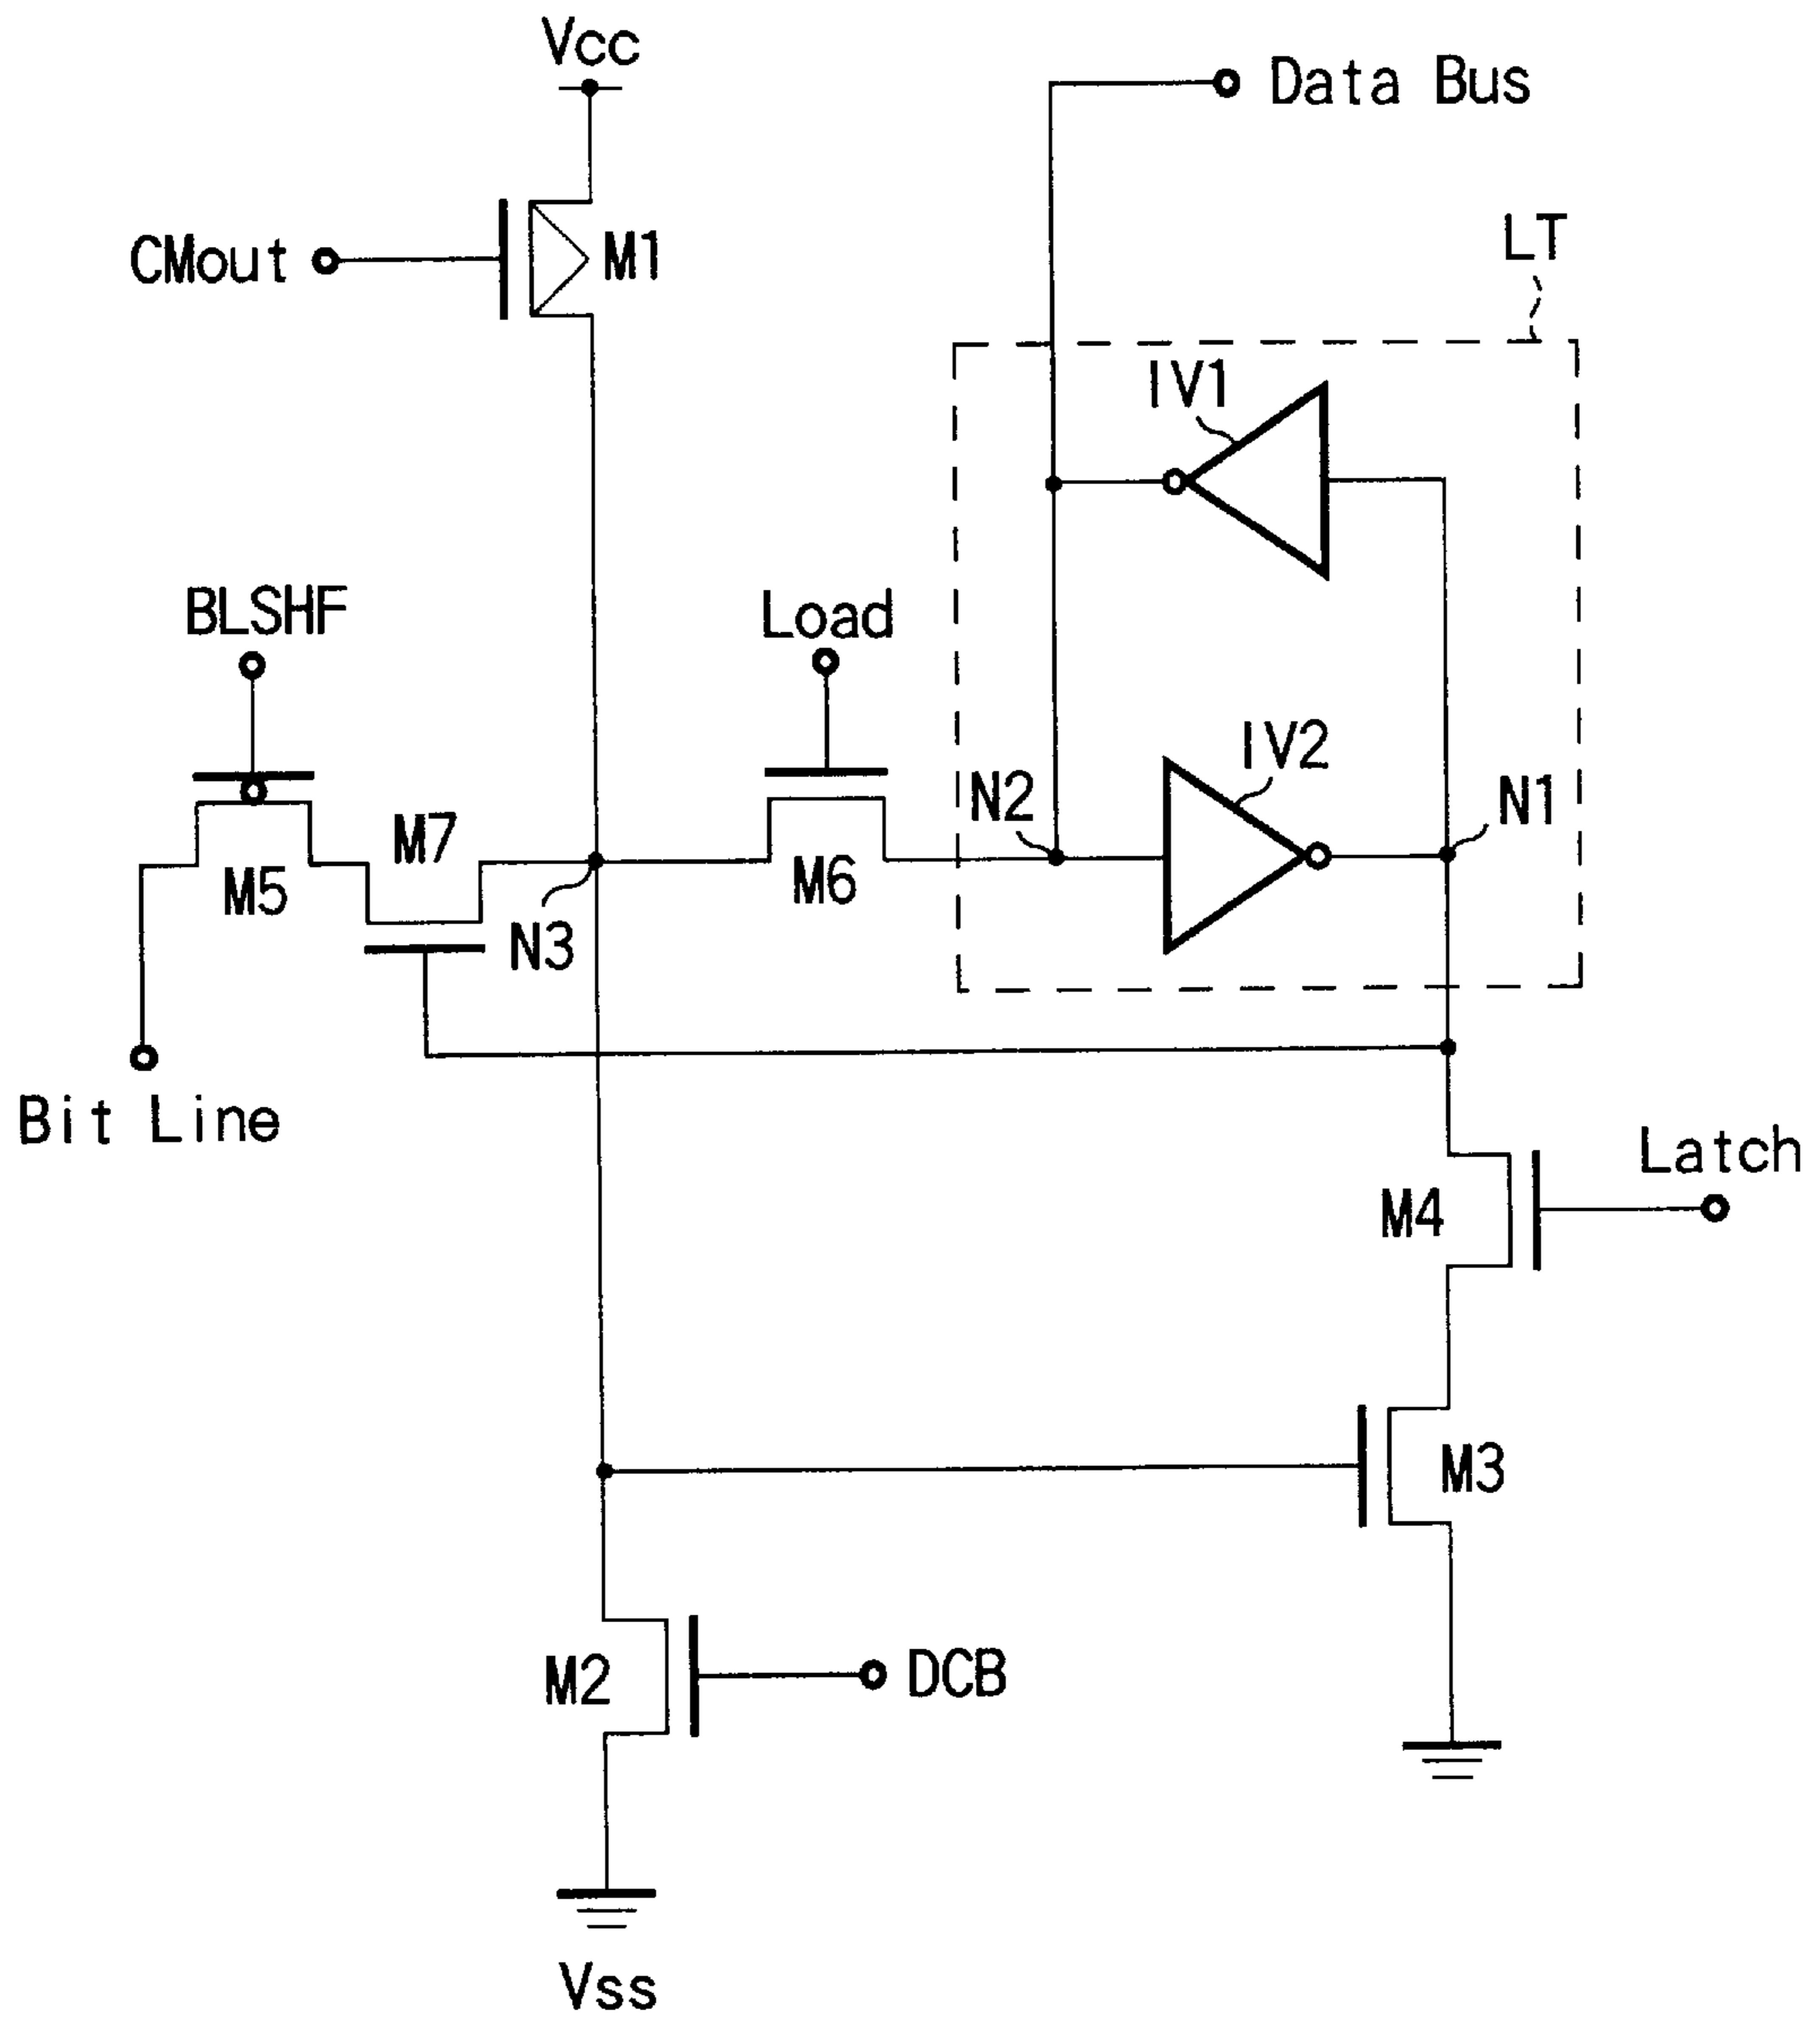 Vcc
Data Bus
CMout
M1
LT
IV1
BLSHF
Load
IV2
N2
N1
M7
M5
M6
N3
Bit Line
Latch
M4
M3
M2
DCB
Vss